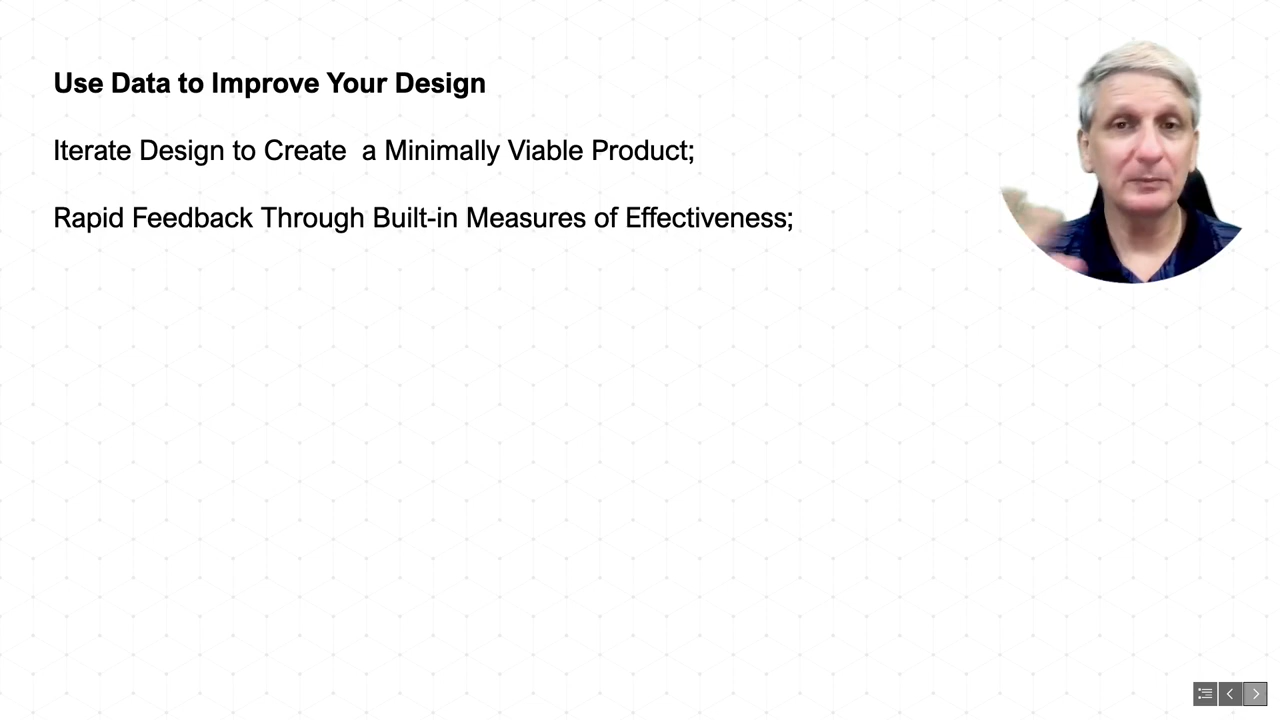 Use Data to Improve Your Design
Iterate Design to Create  a Minimally Viable Product;
Rapid Feedback Through Built-in Measures of Effectiveness;